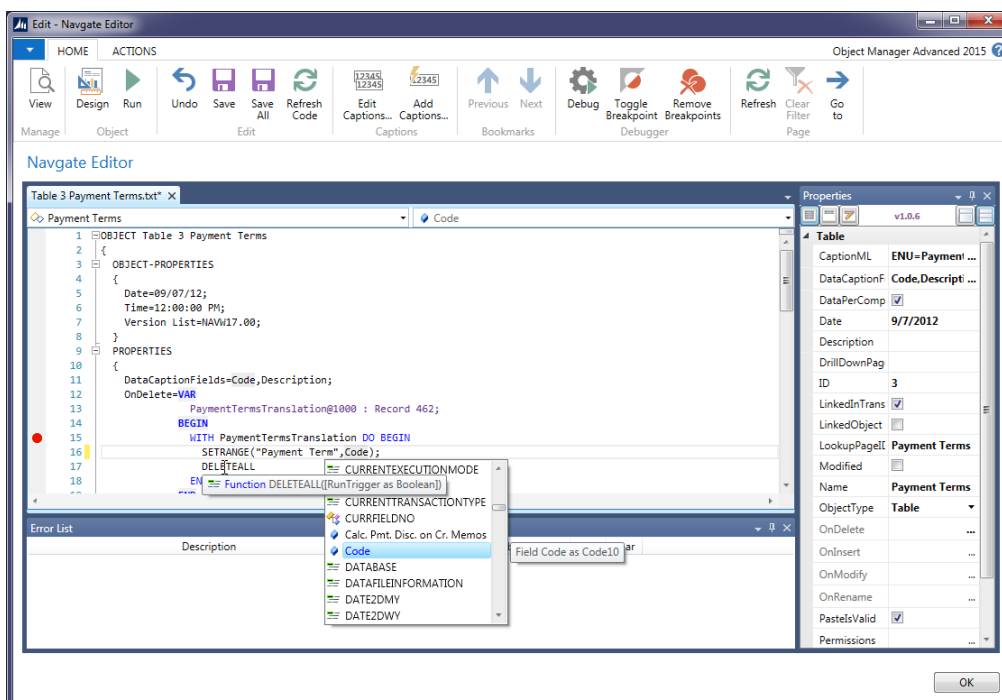 Edit - Navgate Editor
HOME ACTIONS Object Manager Advanced 2015
View Design Run Undo Save Save All Refresh Code Edit Captions... Add Captions... Previous Next Debug Toggle Breakpoint Remove Breakpoints Refresh Clear Filter Go to
Manage Object Edit Captions Bookmarks Debugger Page
Navgate Editor
Table 3 Payment Terms.txt*
Payment Terms Code
1 OBJECT Table 3 Payment Terms
2 {
3 OBJECT-PROPERTIES
4 {
5 Date=09/07/12;
6 Time=12:00:00 PM;
7 Version List=NAVW17.00;
8 }
9 PROPERTIES
10 {
11 DataCaptionFields=Code,Description;
12 OnDelete=VAR
13 PaymentTermsTranslation@1000 : Record 462;
14 BEGIN
15 WITH PaymentTermsTranslation DO BEGIN
16 SETRANGE("Payment Term",Code);
17 DELETEALL
18 EN
Function DELETEALL([RunTrigger as Boolean])
CURRENTEXECUTIONMODE
CURRENTTRANSACTIONTYPE
CURRFIELDNO
Calc. Pmt. Disc. on Cr. Memos
Code
DATABASE
DATAFILEINFORMATION
DATE2DMY
DATE2DWY
Field Code as Code10
Error List
Description
ar
Properties
v1.0.6
Table
CaptionML ENU=Payment ...
DataCaptionF Code,Descripti ...
DataPerComp
Date 9/7/2012
Description
DrillDownPag
ID 3
LinkedInTrans
LinkedObject
LookupPageID Payment Terms
Modified
Name Payment Terms
ObjectType Table
OnDelete ...
OnInsert ...
OnModify ...
OnRename ...
PasteIsValid
Permissions ...
OK